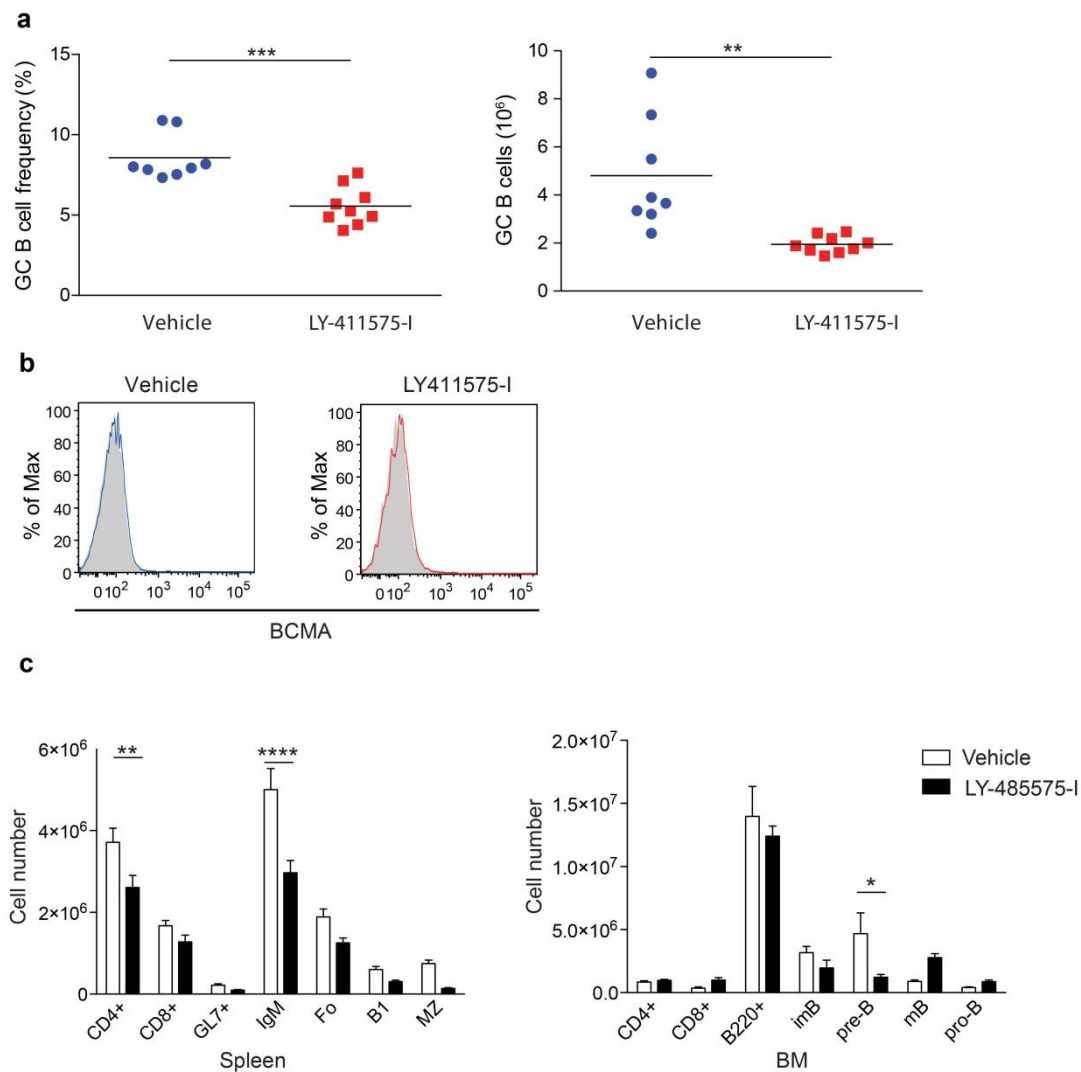 a
***
15
10
5
0
GC B cell frequency (%)
Vehicle
LY-411575-I
**
10
8
6
4
2
0
GC B cells (10⁶)
Vehicle
LY-411575-I
b
Vehicle
100
80
60
40
20
0
% of Max
0 10² 10³ 10⁴ 10⁵
LY411575-I
100
80
60
40
20
0
% of Max
0 10² 10³ 10⁴ 10⁵
BCMA
c
6×10⁶
4×10⁶
2×10⁶
0
Cell number
**
****
CD4+ CD8+ GL7+ IgM Fo B1 MZ
Spleen
2.0×10⁷
1.5×10⁷
1.0×10⁷
5.0×10⁶
0.0
Cell number
*
CD4+ CD8+ B220+ imB pre-B mB pro-B
BM
Vehicle
LY-485575-I